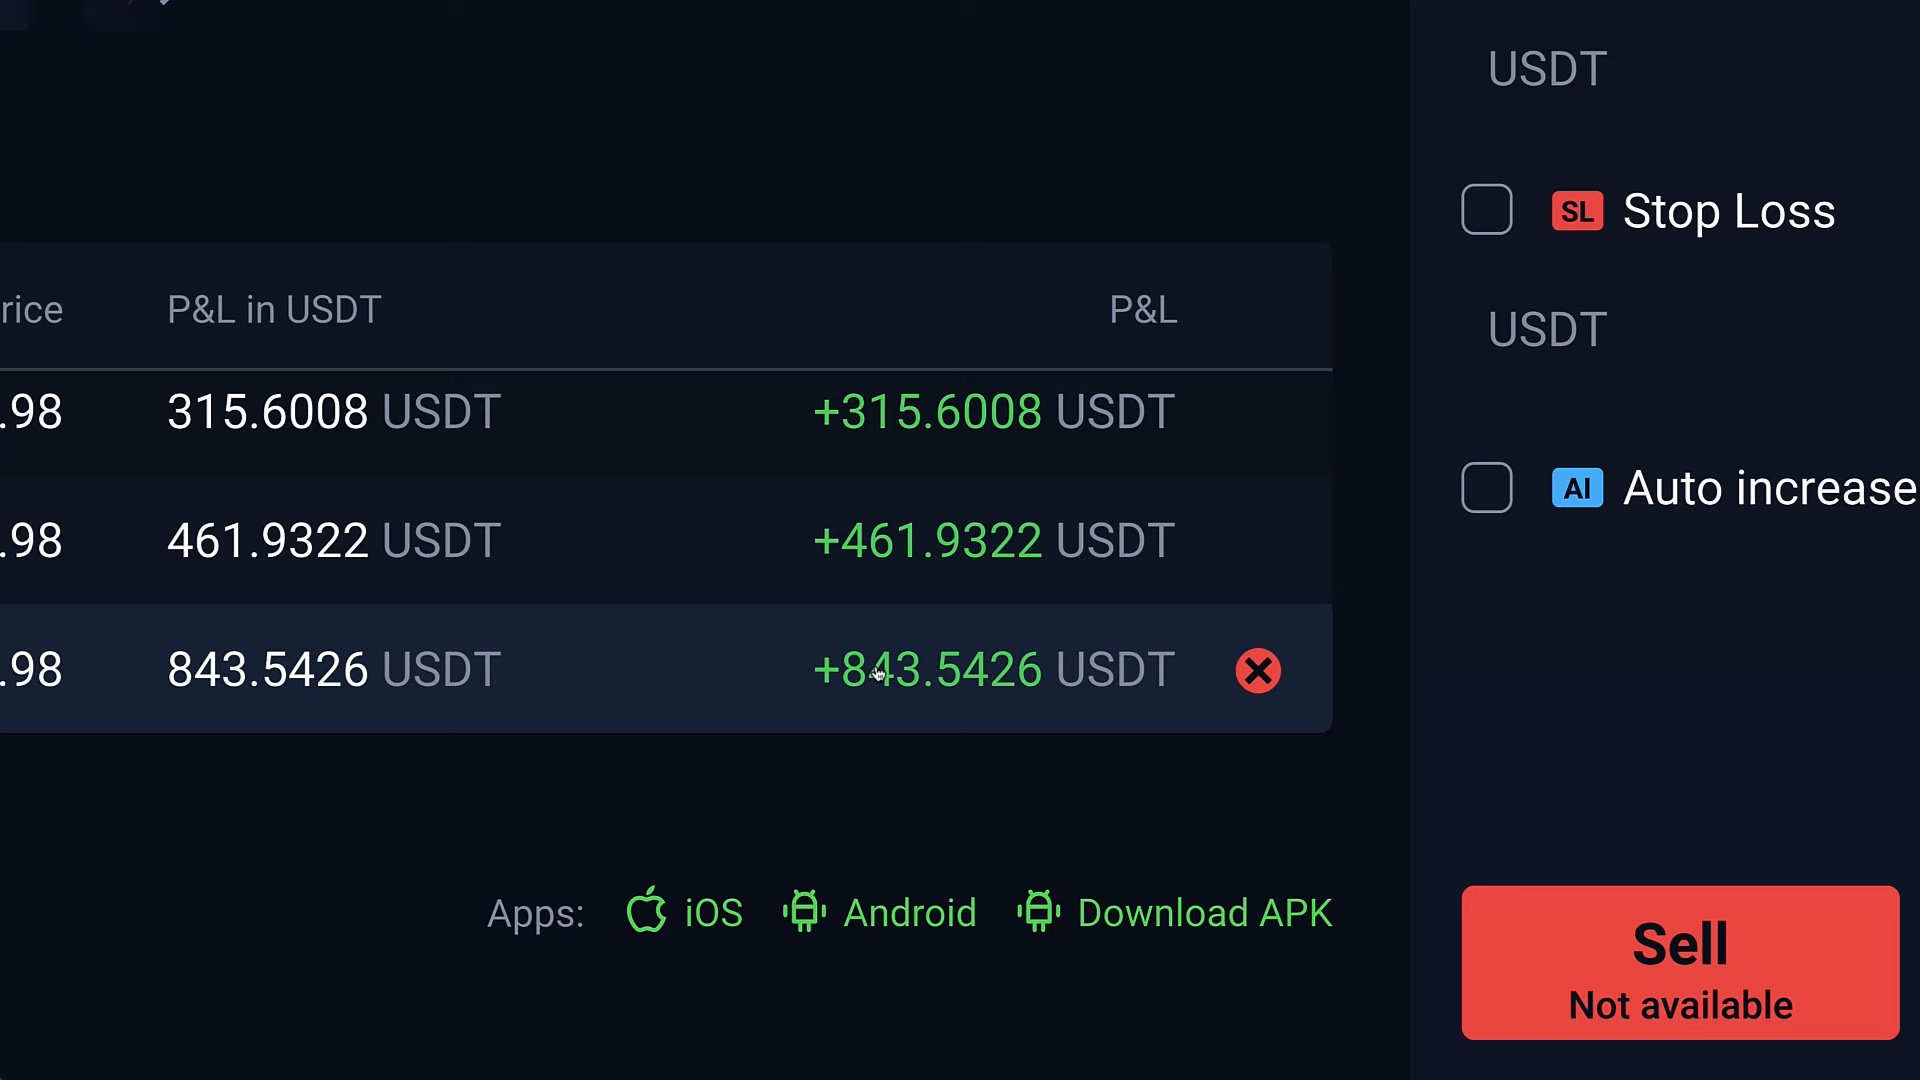 USDT
SL Stop Loss
rice P&L in USDT P&L
USDT
.98 315.6008 USDT +315.6008 USDT
AI Auto increase
.98 461.9322 USDT +461.9322 USDT
.98 843.5426 USDT +843.5426 USDT
Apps: iOS Android Download APK
Sell
Not available